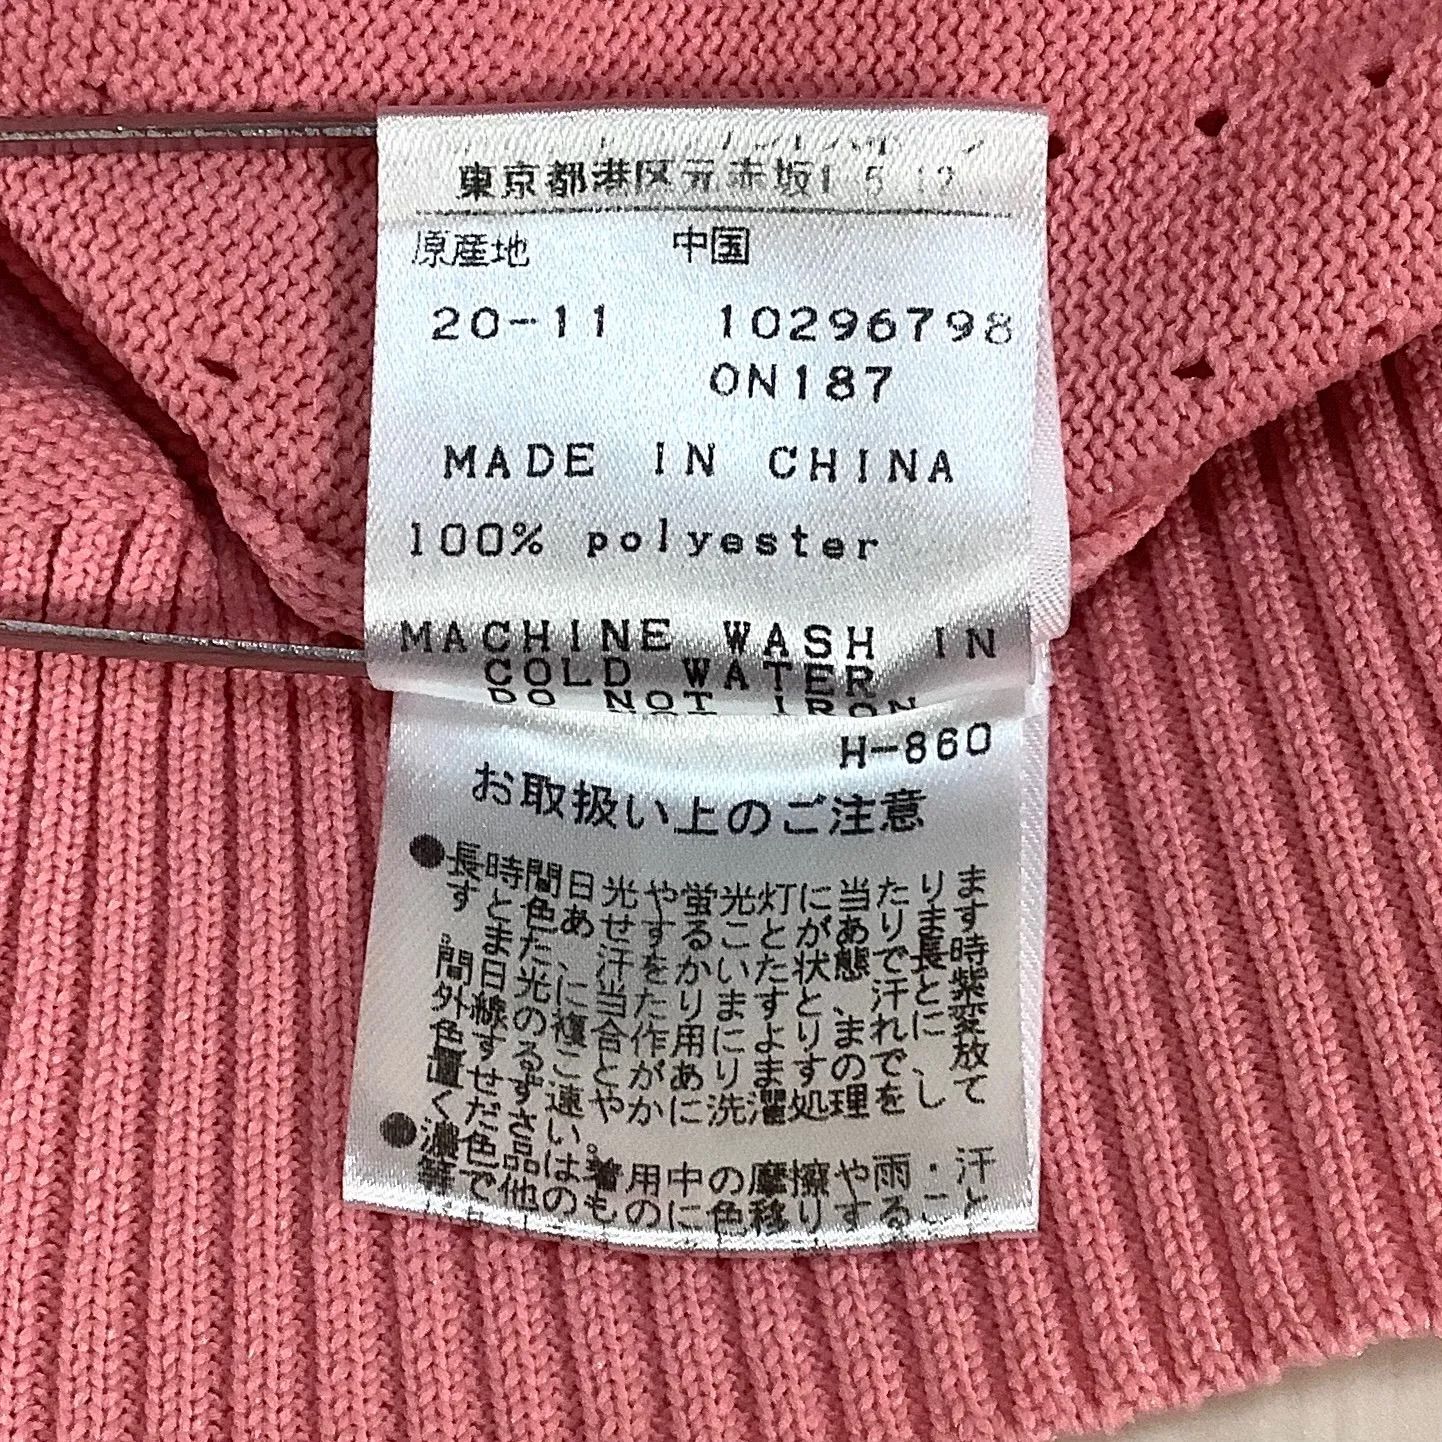 東京都港区元赤坂1 5 12
原産地 中国
20-11 10296798
0N187
MADE IN CHINA
100% polyester
MACHINE WASH IN
COLD WATER
DO NOT IRON
H-860
お取扱い上のご注意
●長時間日光や蛍光灯に当たります
と色あせすることがあります
また、汗をかいた状態で長時
間日光に当たりますと、汗と紫
外線の複合作用により変
色するこ とがありますので、放
置せず速やかに洗濯処理をして
ください。
●濃色品は着用中の摩擦や雨・汗
等で他のものに色移りすること